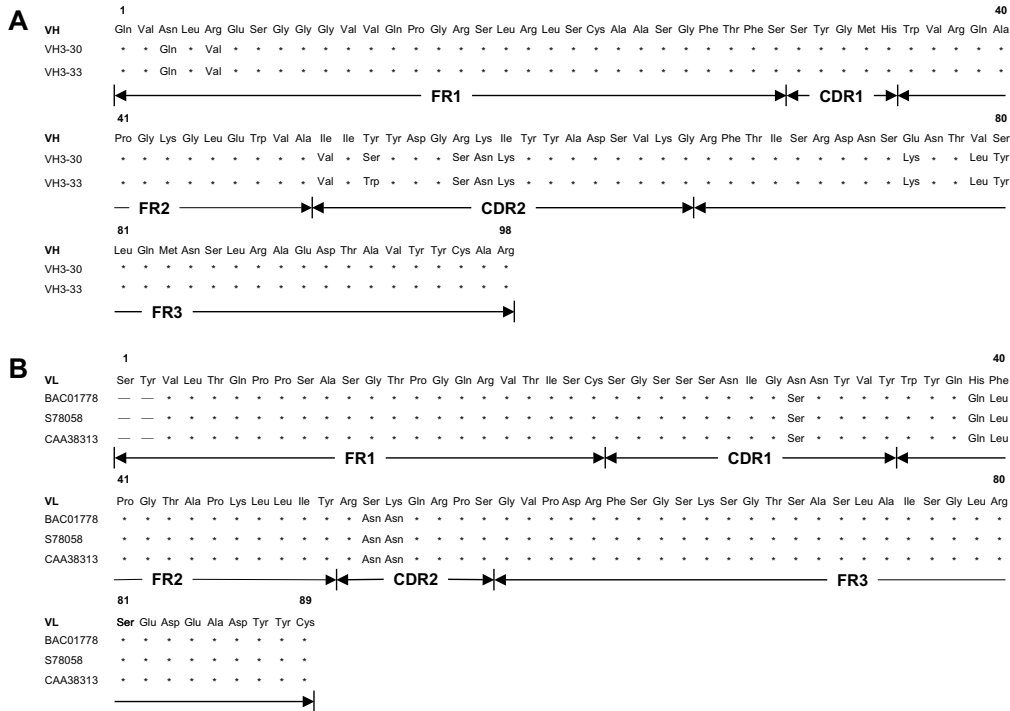 A
1 40
VH Gln Val Asn Leu Arg Glu Ser Gly Gly Gly Val Val Gln Pro Gly Arg Ser Leu Arg Leu Ser Cys Ala Ala Ser Gly Phe Thr Phe Ser Ser Tyr Gly Met His Trp Val Arg Gln Ala
VH3-30 * * Gln * Val * * * * * * * * * * * * * * * * * * * * * * * * * * * * * * * * * * *
VH3-33 * * Gln * Val * * * * * * * * * * * * * * * * * * * * * * * * * * * * * * * * * * *
FR1 CDR1
41 80
VH Pro Gly Lys Gly Leu Glu Trp Val Ala Ile Ile Tyr Tyr Asp Gly Arg Lys Ile Tyr Tyr Ala Asp Ser Val Lys Gly Arg Phe Thr Ile Ser Arg Asp Asn Ser Glu Asn Thr Val Ser
VH3-30 * * * * * * * * * Val * Ser * * * Ser Asn Lys * * * * * * * * * * * * * * * * * Lys * * Leu Tyr
VH3-33 * * * * * * * * * Val * Trp * * * Ser Asn Lys * * * * * * * * * * * * * * * * * Lys * * Leu Tyr
FR2 CDR2
81 98
VH Leu Gln Met Asn Ser Leu Arg Ala Glu Asp Thr Ala Val Tyr Tyr Cys Ala Arg
VH3-30 * * * * * * * * * * * * * * * * * *
VH3-33 * * * * * * * * * * * * * * * * * *
FR3
B
1 40
VL Ser Tyr Val Leu Thr Gln Pro Pro Ser Ala Ser Gly Thr Pro Gly Gln Arg Val Thr Ile Ser Cys Ser Gly Ser Ser Ser Asn Ile Gly Asn Asn Tyr Val Tyr Trp Tyr Gln His Phe
BAC01778 — — * * * * * * * * * * * * * * * * * * * * * * * * * * * * Ser * * * * * * * Gln Leu
S78058 — — * * * * * * * * * * * * * * * * * * * * * * * * * * * * Ser * * * * * * * Gln Leu
CAA38313 — — * * * * * * * * * * * * * * * * * * * * * * * * * * * * Ser * * * * * * * Gln Leu
FR1 CDR1
41 80
VL Pro Gly Thr Ala Pro Lys Leu Leu Ile Tyr Arg Ser Lys Gln Arg Pro Ser Gly Val Pro Asp Arg Phe Ser Gly Ser Lys Ser Gly Thr Ser Ala Ser Leu Ala Ile Ser Gly Leu Arg
BAC01778 * * * * * * * * * * * Asn Asn * * * * * * * * * * * * * * * * * * * * * * * * * * *
S78058 * * * * * * * * * * * Asn Asn * * * * * * * * * * * * * * * * * * * * * * * * * * *
CAA38313 * * * * * * * * * * * Asn Asn * * * * * * * * * * * * * * * * * * * * * * * * * * *
FR2 CDR2 FR3
81 89
VL Ser Glu Asp Glu Ala Asp Tyr Tyr Cys
BAC01778 * * * * * * * * *
S78058 * * * * * * * * *
CAA38313 * * * * * * * * *